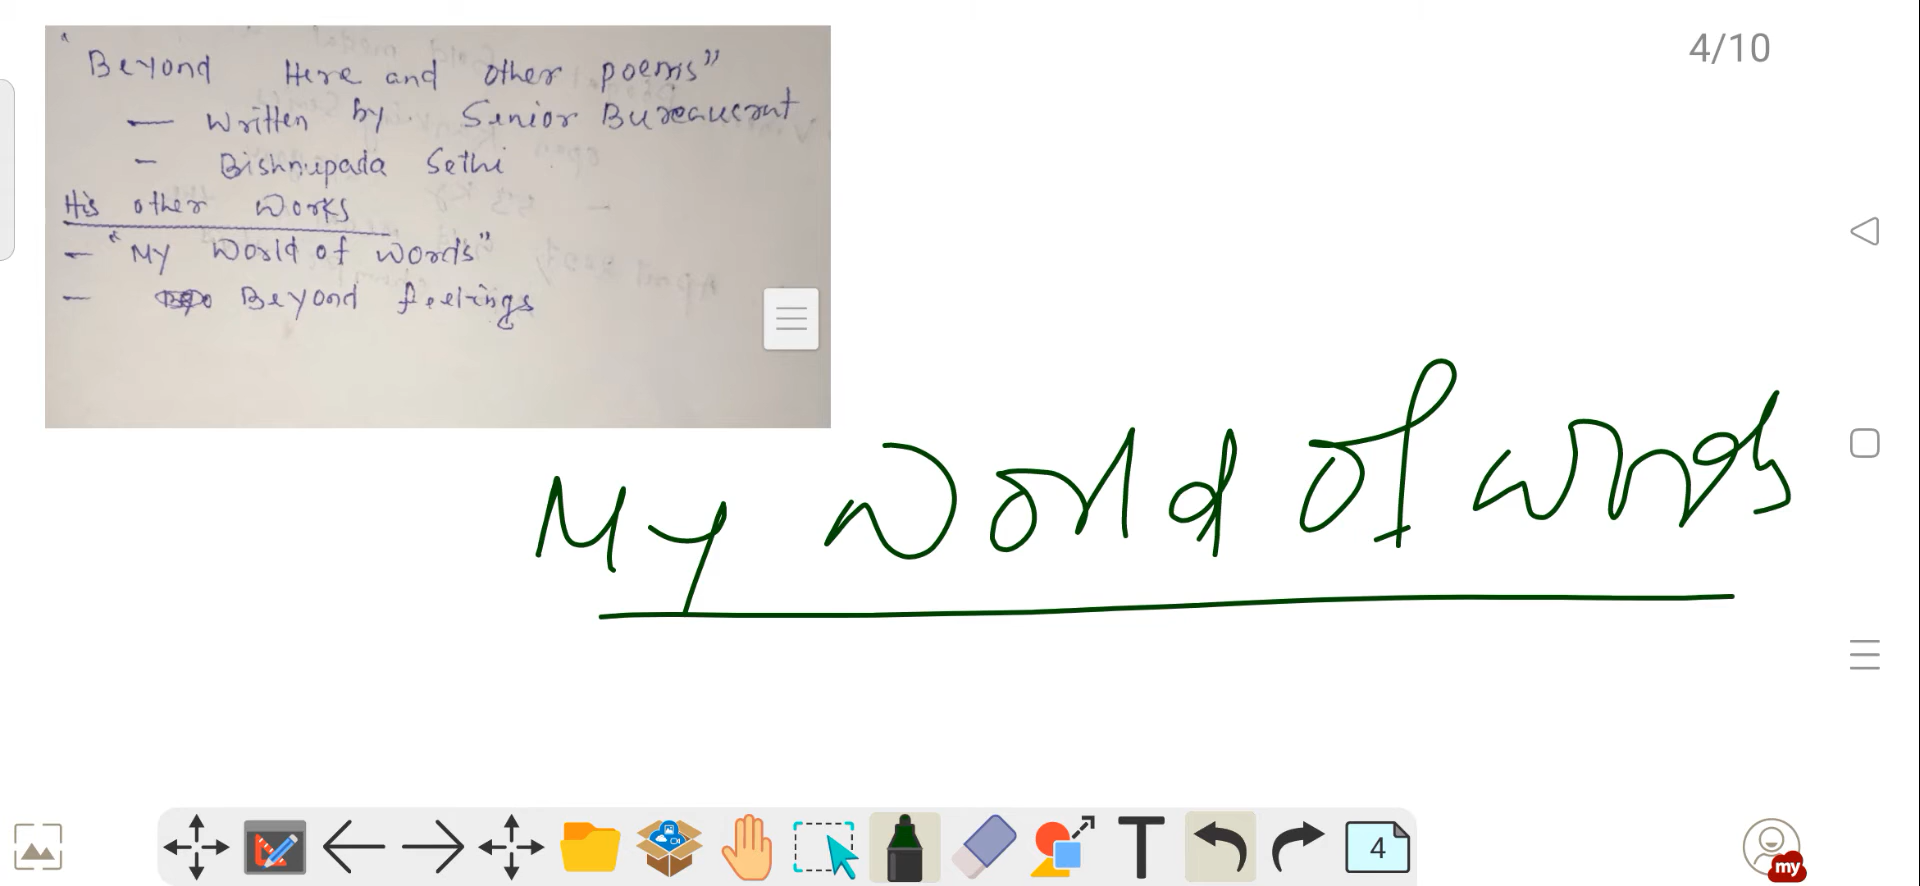 "Beyond Here and other poems"
— Written by Senior Bureaucrat
– Bishnupada Sethi
His other Works
– "My World of Words"
– Beyond feelings
4/10
My World of Words
T
4
my